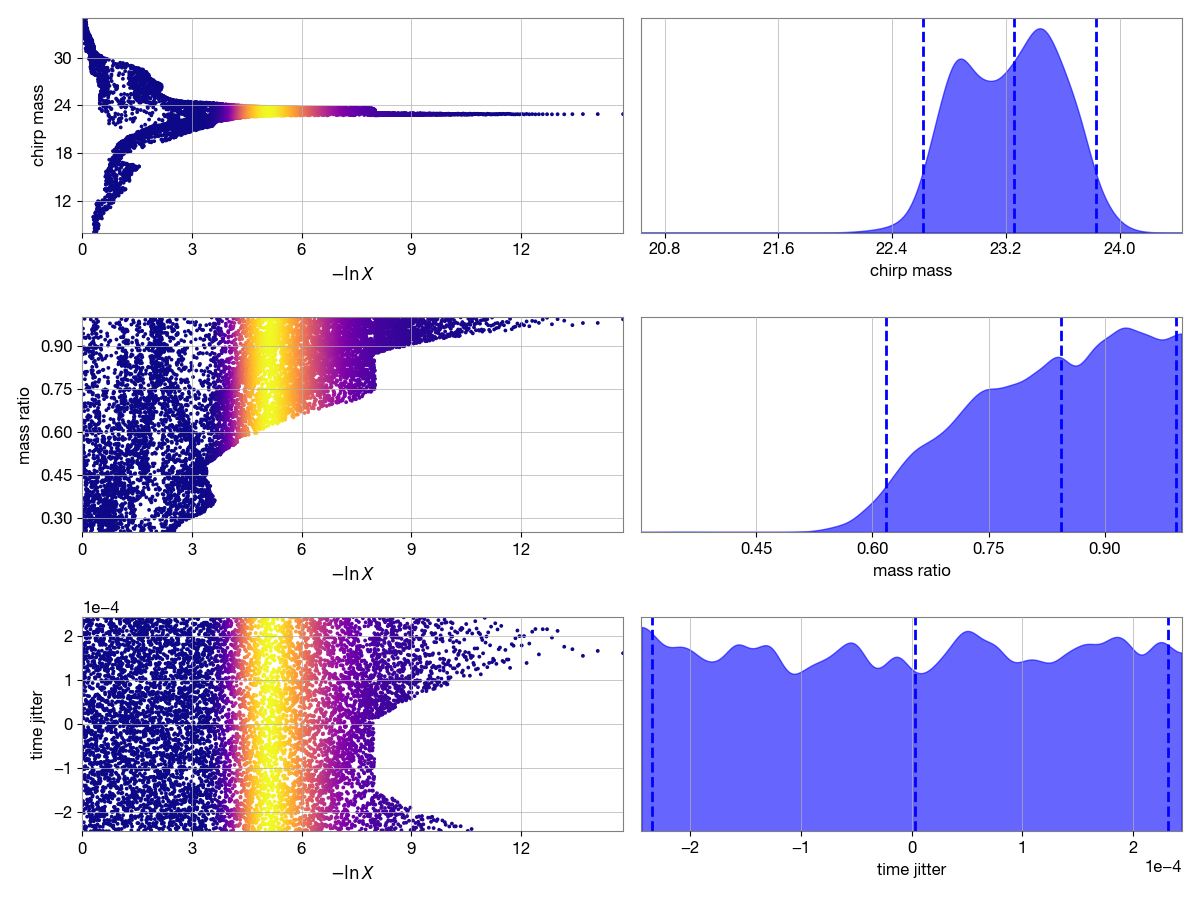 30
24
18
12
chirp mass
0 3 6 9 12
−ln X
20.8 21.6 22.4 23.2 24.0
chirp mass
0.90
0.75
0.60
0.45
0.30
mass ratio
0 3 6 9 12
−ln X
0.45 0.60 0.75 0.90
mass ratio
1e−4
2
1
0
−1
−2
time jitter
0 3 6 9 12
−ln X
−2 −1 0 1 2
1e−4
time jitter